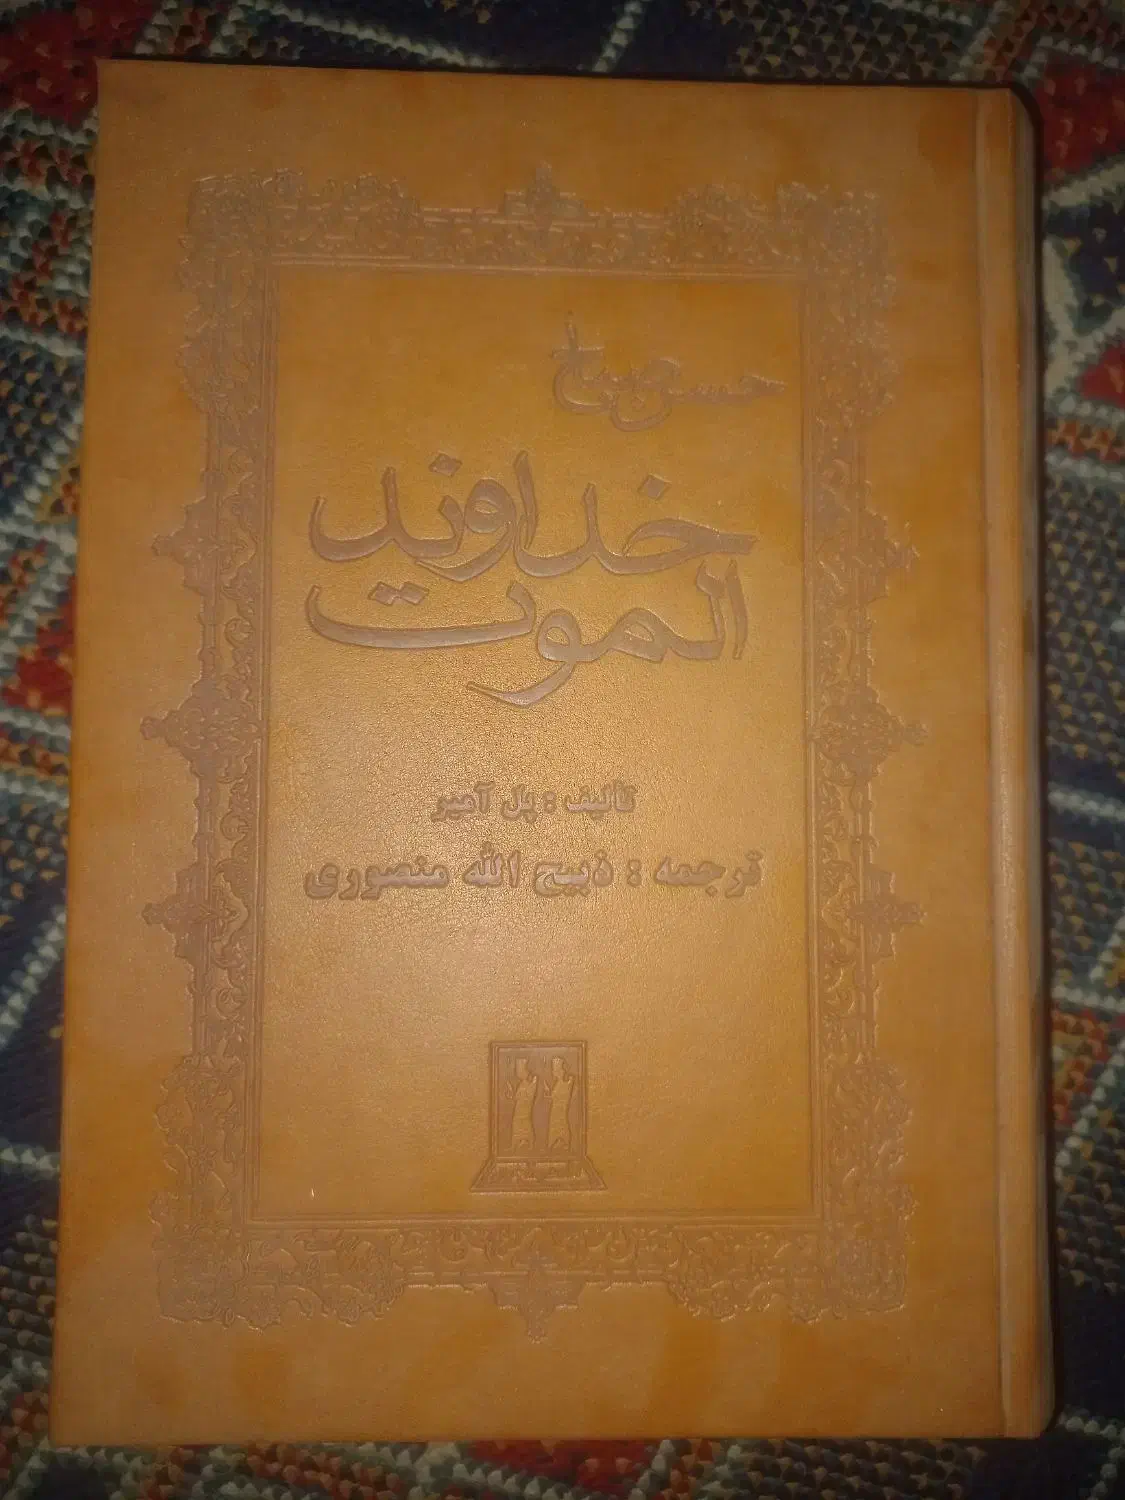 حسن صباح
خداوند
الموت
تألیف : پل آمیر
ترجمه : ذبیح الله منصوری